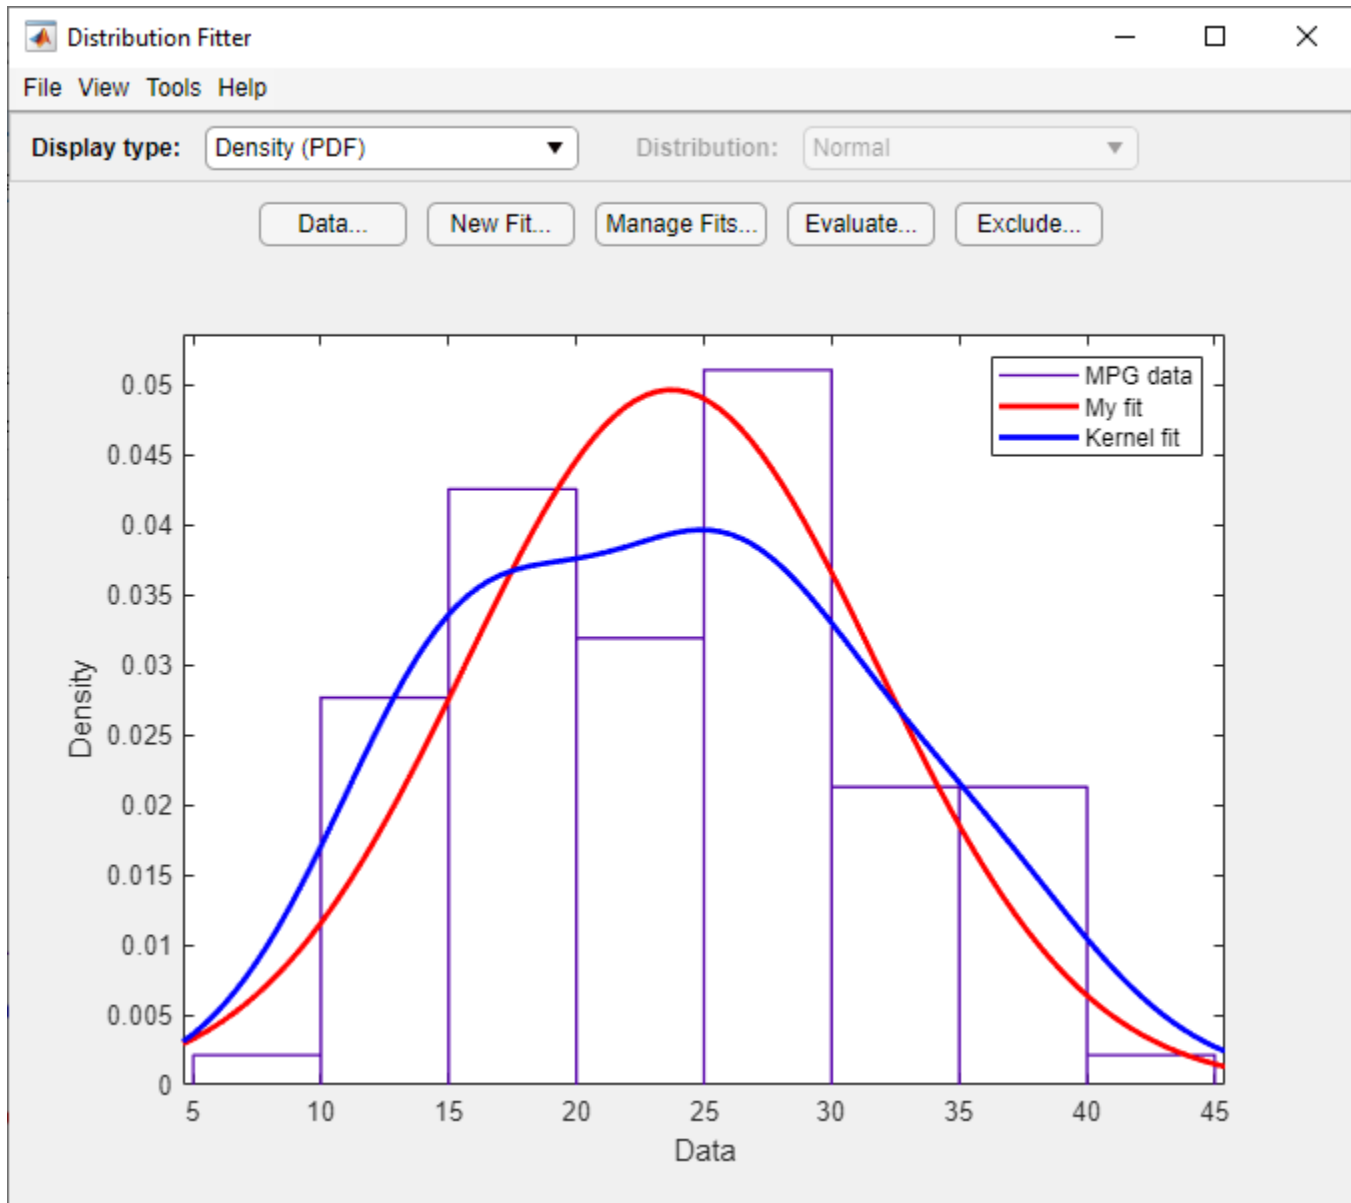 Distribution Fitter
File View Tools Help
Display type: Density (PDF) Distribution: Normal
Data... New Fit... Manage Fits... Evaluate... Exclude...
MPG data
My fit
Kernel fit
0.05
0.045
0.04
0.035
0.03
0.025
0.02
0.015
0.01
0.005
0
Density
5 10 15 20 25 30 35 40 45
Data